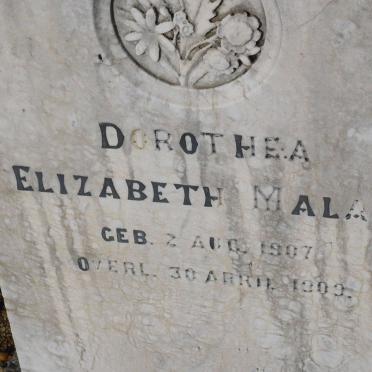 DOROTHEA
ELIZABETH MALA
GEB. 2 AUG. 1907
OVERL. 30 APRIL 1909.